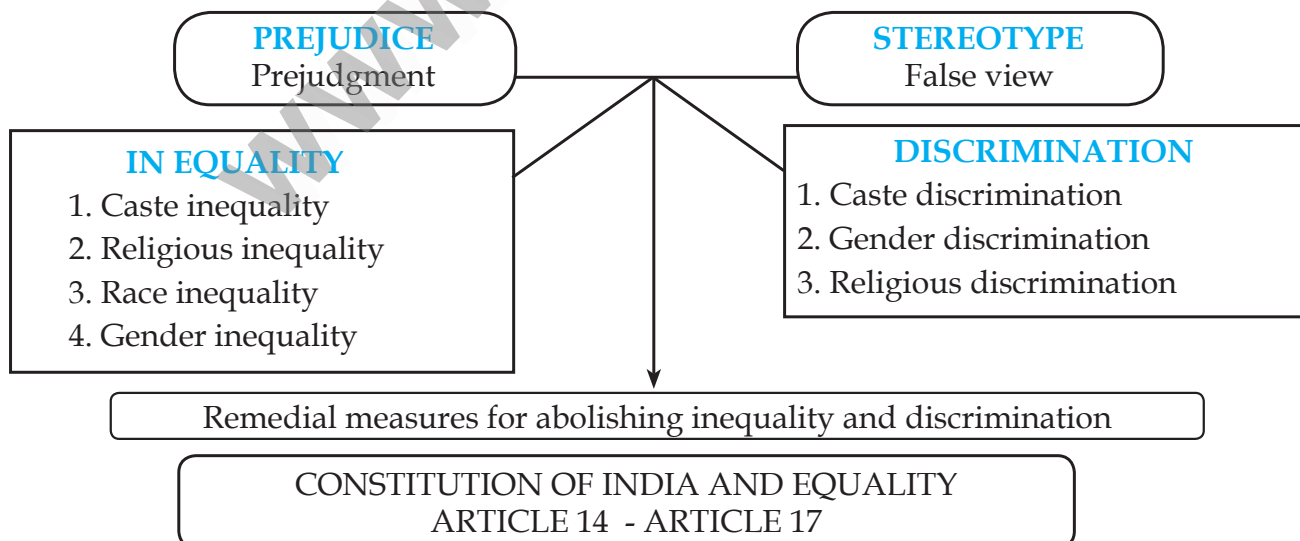 PREJUDICE
Prejudgment
STEREOTYPE
False view
IN EQUALITY
1. Caste inequality
2. Religious inequality
3. Race inequality
4. Gender inequality
DISCRIMINATION
1. Caste discrimination
2. Gender discrimination
3. Religious discrimination
Remedial measures for abolishing inequality and discrimination
CONSTITUTION OF INDIA AND EQUALITY
ARTICLE 14 - ARTICLE 17